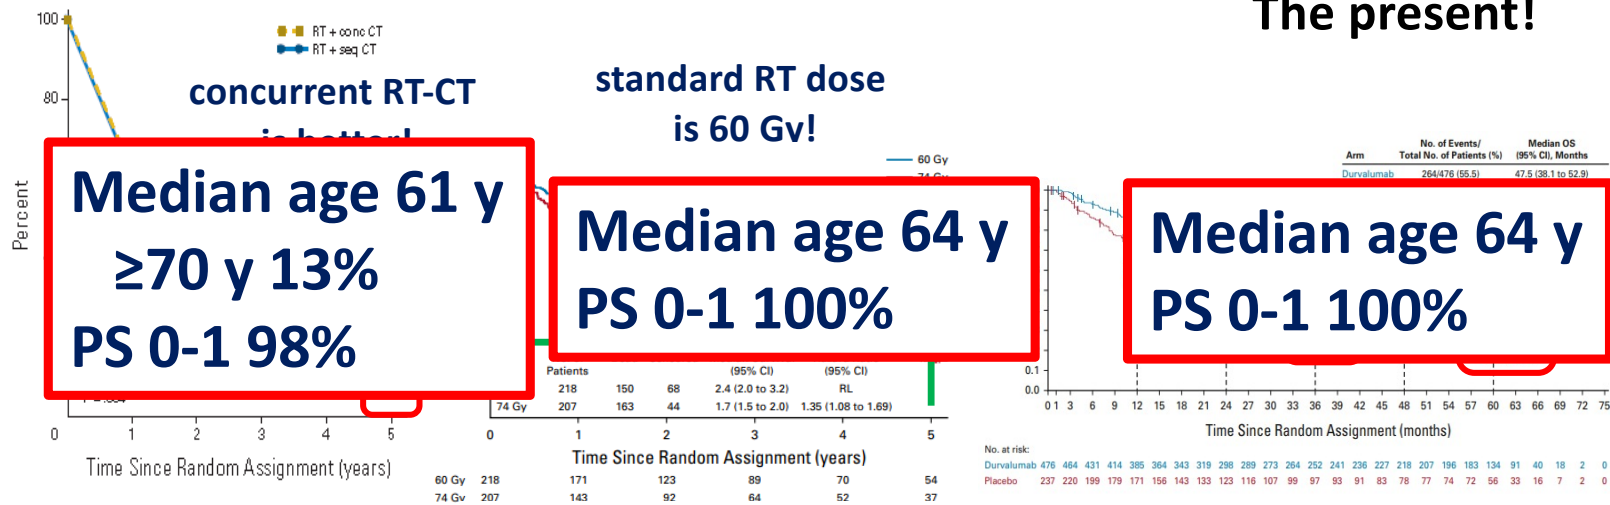 The present!
100
RT + conc CT
RT + seq CT
concurrent RT-CT
is better!
80
Percent
Median age 61 y
≥70 y 13%
PS 0-1 98%
0 1 2 3 4 5
Time Since Random Assignment (years)
standard RT dose
is 60 Gy!
60 Gy
74 Gy
Median age 64 y
PS 0-1 100%
Patients (95% CI) (95% CI)
218 150 68 2.4 (2.0 to 3.2) RL
74 Gy 207 163 44 1.7 (1.5 to 2.0) 1.35 (1.08 to 1.69)
0 1 2 3 4 5
Time Since Random Assignment (years)
60 Gy 218 171 123 89 70 54
74 Gy 207 143 92 64 52 37
No. of Events/ Median OS
Arm Total No. of Patients (%) (95% CI), Months
Durvalumab 264/476 (55.5) 47.5 (38.1 to 52.9)
Median age 64 y
PS 0-1 100%
0.1
0.0
0 1 3 6 9 12 15 18 21 24 27 30 33 36 39 42 45 48 51 54 57 60 63 66 69 72 75
Time Since Random Assignment (months)
No. at risk:
Durvalumab 476 464 431 414 385 364 343 319 298 289 273 264 252 241 236 227 218 207 196 183 134 91 40 18 2 0
Placebo 237 220 199 179 171 156 143 133 123 116 107 99 97 93 91 83 78 77 74 72 56 33 16 7 2 0